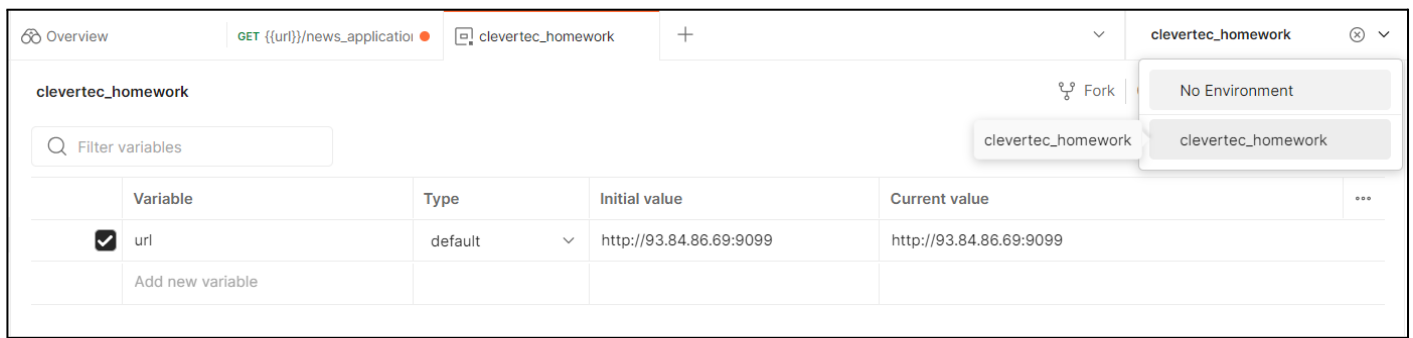 Overview
GET {{url}}/news_application
clevertec_homework
clevertec_homework
clevertec_homework
Fork
No Environment
Filter variables
clevertec_homework
clevertec_homework
Variable Type Initial value Current value
url default http://93.84.86.69:9099 http://93.84.86.69:9099
Add new variable